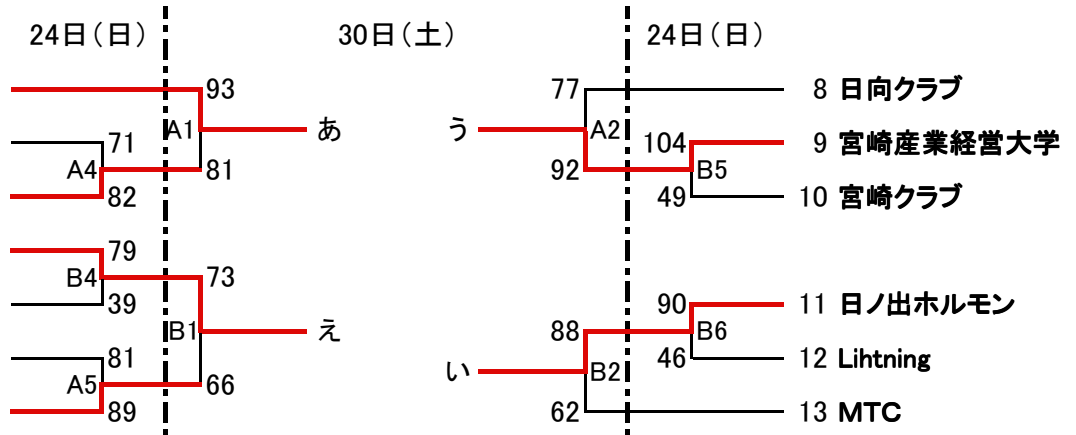 24日（日） 30日（土） 24日（日）
93 77 8 日向クラブ
A1 あ う A2
71 104 9 宮崎産業経営大学
A4 81 92 B5
82 49 10 宮崎クラブ
79
B4 73 90 11 日ノ出ホルモン
39
B1 え 88 B6
81 46 12 Lihtning
A5 66 い B2
89 62 13 MTC